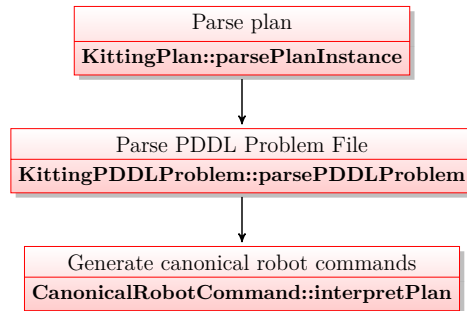 Parse plan
KittingPlan::parsePlanInstance
Parse PDDL Problem File
KittingPDDLProblem::parsePDDLProblem
Generate canonical robot commands
CanonicalRobotCommand::interpretPlan